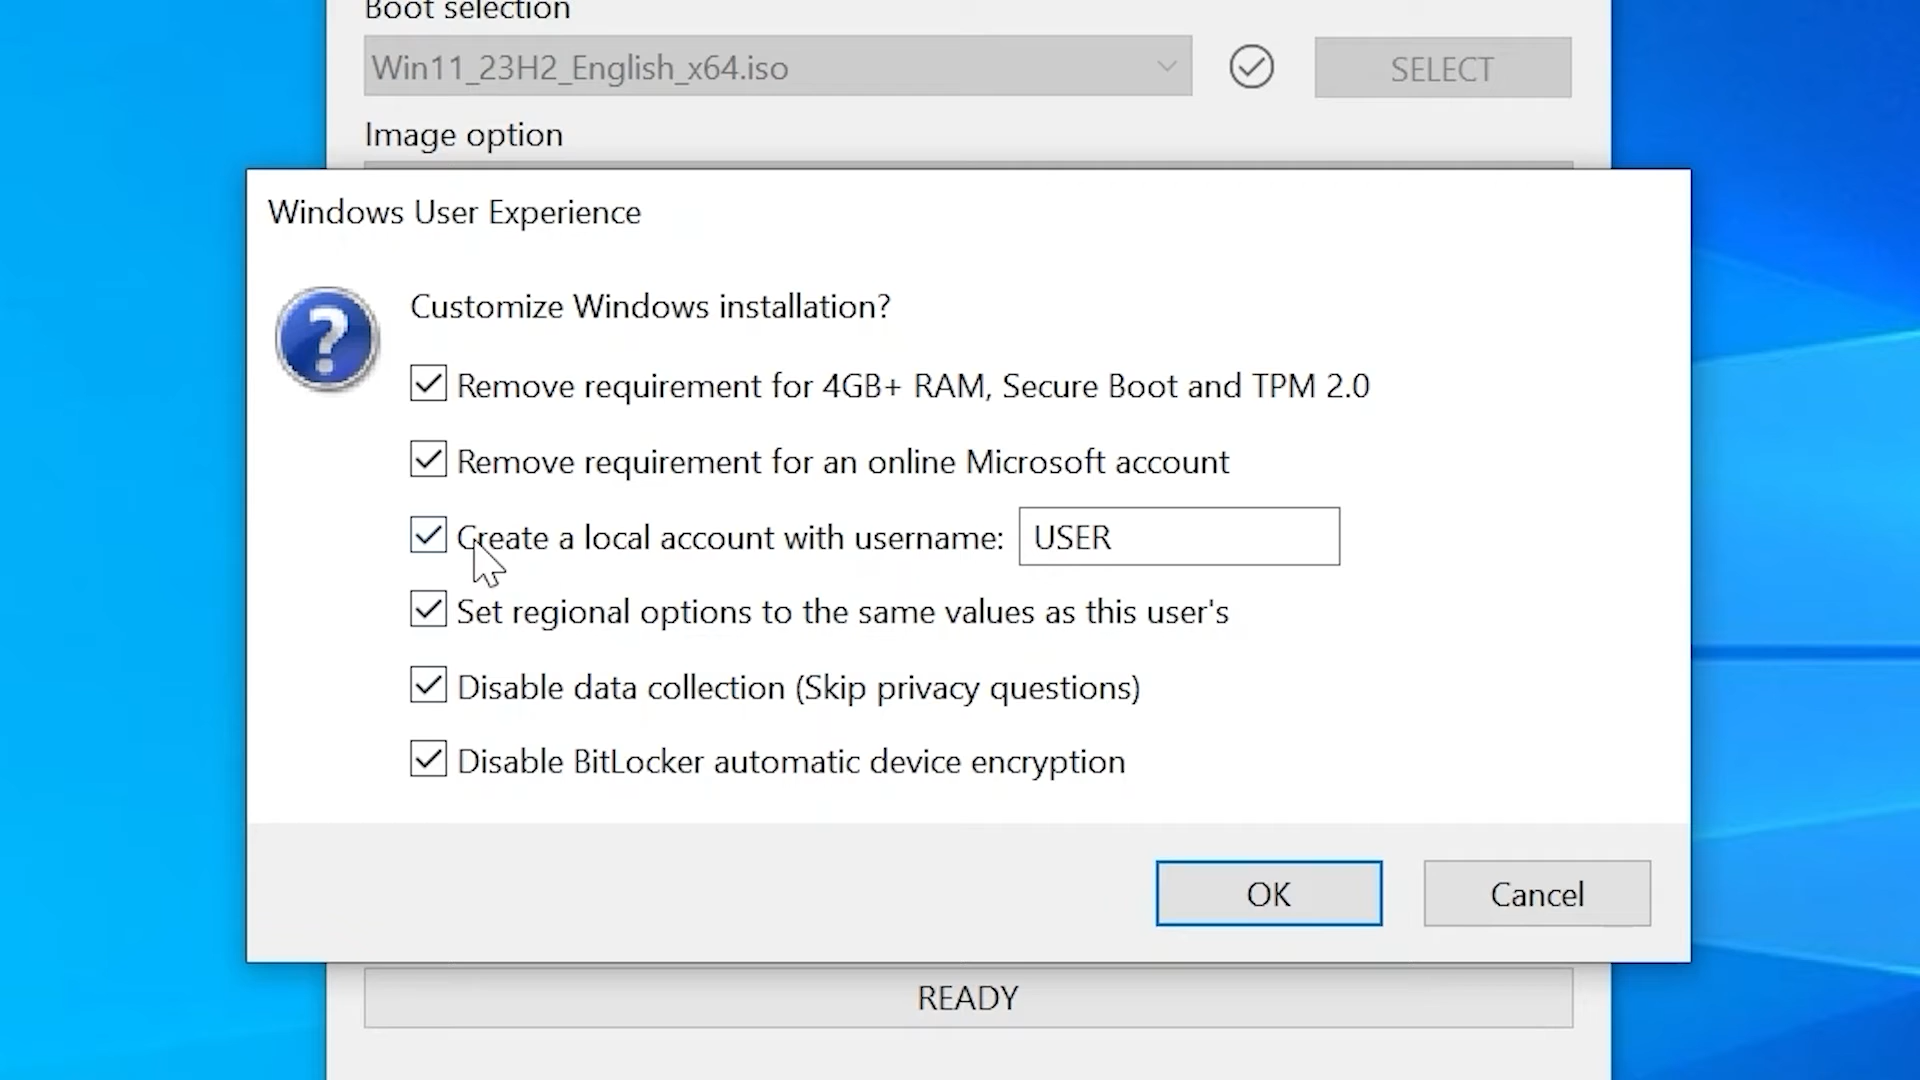 Boot selection
Win11_23H2_English_x64.iso
SELECT
Image option
Windows User Experience
?
Customize Windows installation?
Remove requirement for 4GB+ RAM, Secure Boot and TPM 2.0
Remove requirement for an online Microsoft account
Create a local account with username: USER
Set regional options to the same values as this user's
Disable data collection (Skip privacy questions)
Disable BitLocker automatic device encryption
OK Cancel
READY